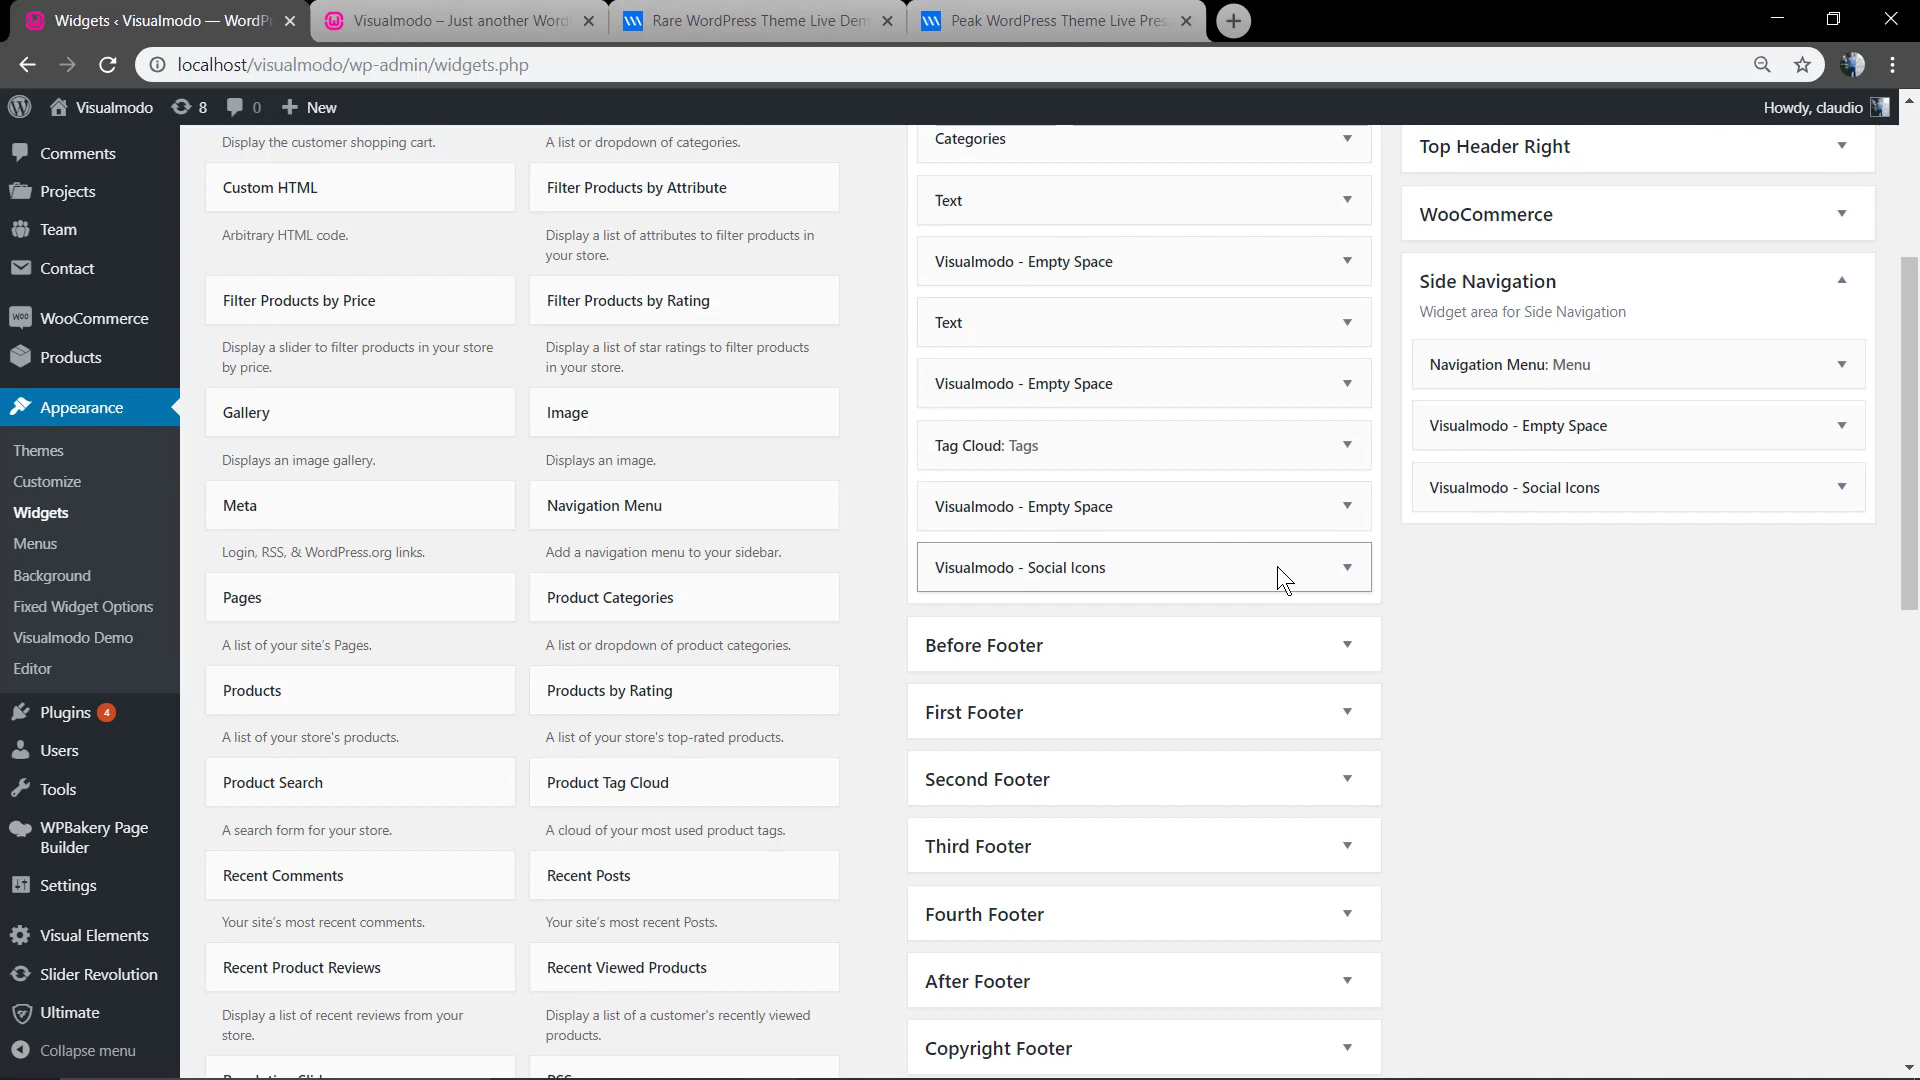 Widgets ‹ Visualmodo — WordP
Visualmodo – Just another Word
Rare WordPress Theme Live Dem
Peak WordPress Theme Live Pres
localhost/visualmodo/wp-admin/widgets.php
Visualmodo
8
0
New
Howdy, claudio
Comments
Projects
Team
Contact
WooCommerce
Products
Appearance
Themes
Customize
Widgets
Menus
Background
Fixed Widget Options
Visualmodo Demo
Editor
Plugins 4
Users
Tools
WPBakery Page
Builder
Settings
Visual Elements
Slider Revolution
Ultimate
Collapse menu
Display the customer shopping cart.
A list or dropdown of categories.
Custom HTML
Filter Products by Attribute
Arbitrary HTML code.
Display a list of attributes to filter products in
your store.
Filter Products by Price
Filter Products by Rating
Display a slider to filter products in your store
by price.
Display a list of star ratings to filter products
in your store.
Gallery
Image
Displays an image gallery.
Displays an image.
Meta
Navigation Menu
Login, RSS, & WordPress.org links.
Add a navigation menu to your sidebar.
Pages
Product Categories
A list of your site's Pages.
A list or dropdown of product categories.
Products
Products by Rating
A list of your store's products.
A list of your store's top-rated products.
Product Search
Product Tag Cloud
A search form for your store.
A cloud of your most used product tags.
Recent Comments
Recent Posts
Your site's most recent comments.
Your site's most recent Posts.
Recent Product Reviews
Recent Viewed Products
Display a list of recent reviews from your
store.
Display a list of a customer's recently viewed
products.
Categories
Text
Visualmodo - Empty Space
Text
Visualmodo - Empty Space
Tag Cloud: Tags
Visualmodo - Empty Space
Visualmodo - Social Icons
Before Footer
First Footer
Second Footer
Third Footer
Fourth Footer
After Footer
Copyright Footer
Top Header Right
WooCommerce
Side Navigation
Widget area for Side Navigation
Navigation Menu: Menu
Visualmodo - Empty Space
Visualmodo - Social Icons